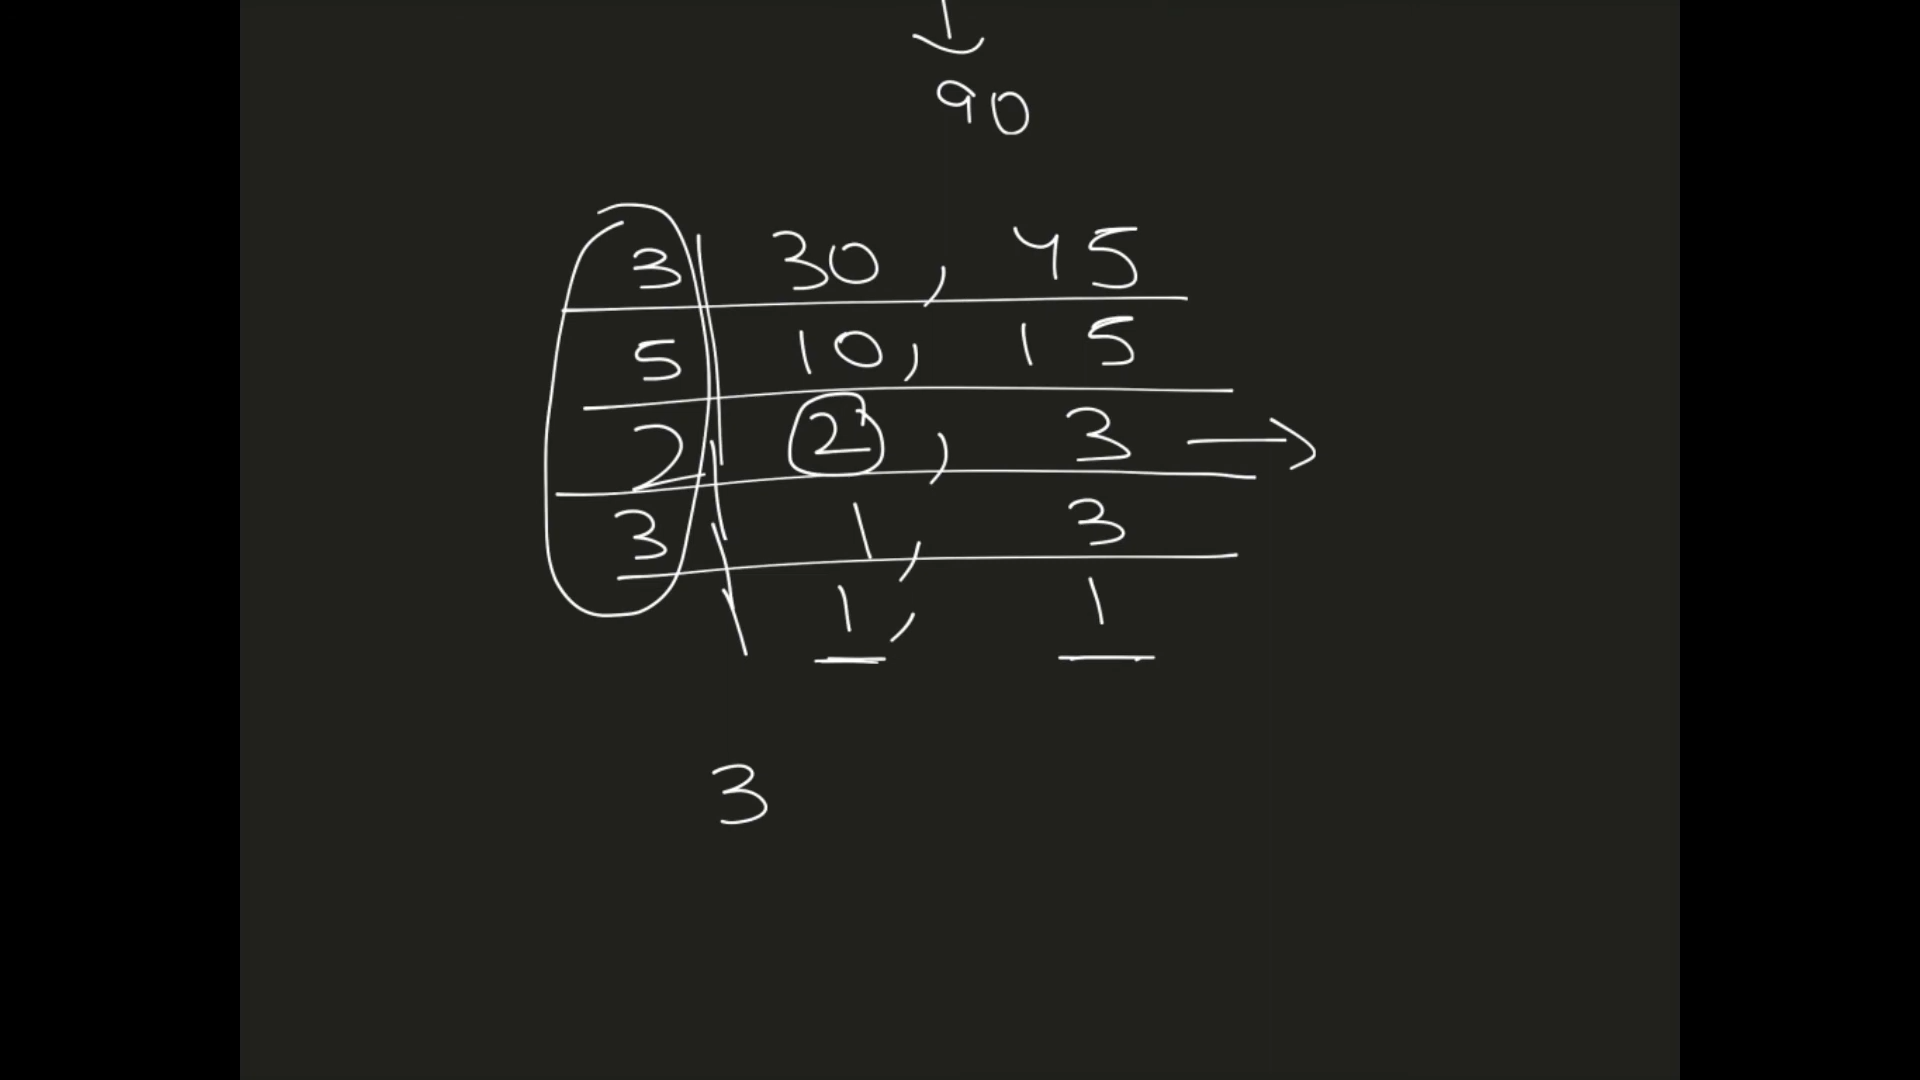 90
3 | 30, 45
5 | 10, 15
2 | 2, 3 →
3 | 1, 3
1, 1
3